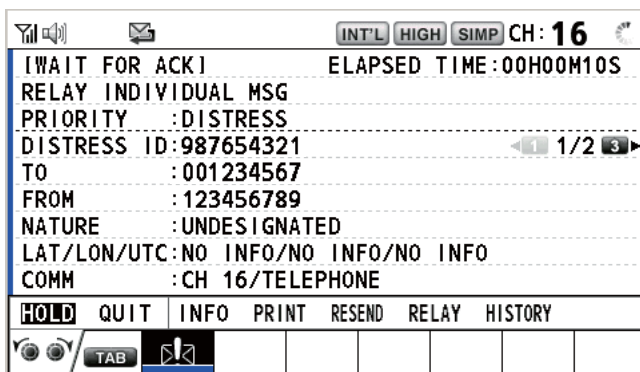 INT'L HIGH SIMP CH: 16
[WAIT FOR ACK] ELAPSED TIME:00H00M10S
RELAY INDIVIDUAL MSG
PRIORITY :DISTRESS
DISTRESS ID:987654321 1 1/2 3
TO :001234567
FROM :123456789
NATURE :UNDESIGNATED
LAT/LON/UTC:NO INFO/NO INFO/NO INFO
COMM :CH 16/TELEPHONE
HOLD QUIT INFO PRINT RESEND RELAY HISTORY
TAB